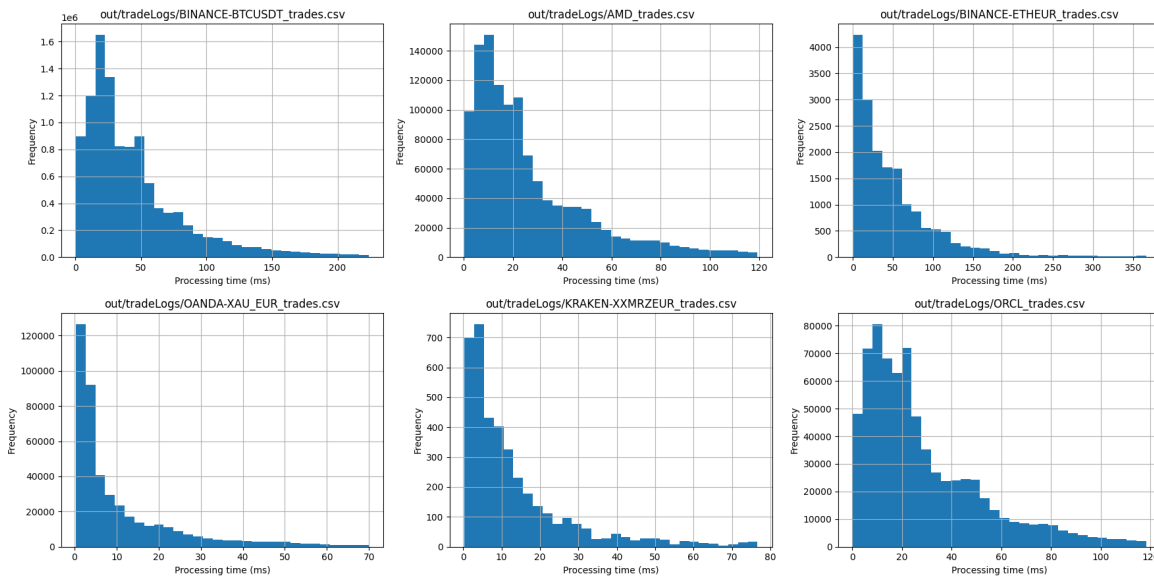 out/tradeLogs/BINANCE-BTCUSDT_trades.csv
1e6
1.6
1.4
1.2
1.0
0.8
0.6
0.4
0.2
0.0
Frequency
0 50 100 150 200
Processing time (ms)
out/tradeLogs/AMD_trades.csv
140000
120000
100000
80000
60000
40000
20000
0
Frequency
0 20 40 60 80 100 120
Processing time (ms)
out/tradeLogs/BINANCE-ETHEUR_trades.csv
4000
3500
3000
2500
2000
1500
1000
500
0
Frequency
0 50 100 150 200 250 300 350
Processing time (ms)
out/tradeLogs/OANDA-XAU_EUR_trades.csv
120000
100000
80000
60000
40000
20000
0
Frequency
0 10 20 30 40 50 60 70
Processing time (ms)
out/tradeLogs/KRAKEN-XXMRZEUR_trades.csv
700
600
500
400
300
200
100
0
Frequency
0 10 20 30 40 50 60 70 80
Processing time (ms)
out/tradeLogs/ORCL_trades.csv
80000
70000
60000
50000
40000
30000
20000
10000
0
Frequency
0 20 40 60 80 100 120
Processing time (ms)